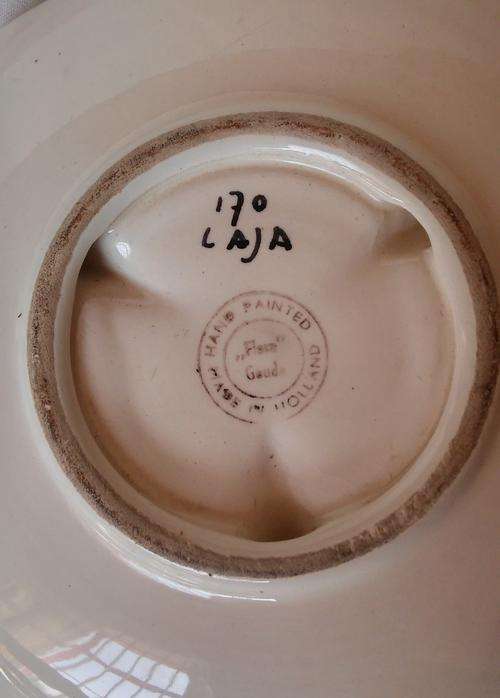 170
LAJA
HAND PAINTED
„Flora"
Gouda
MADE IN HOLLAND